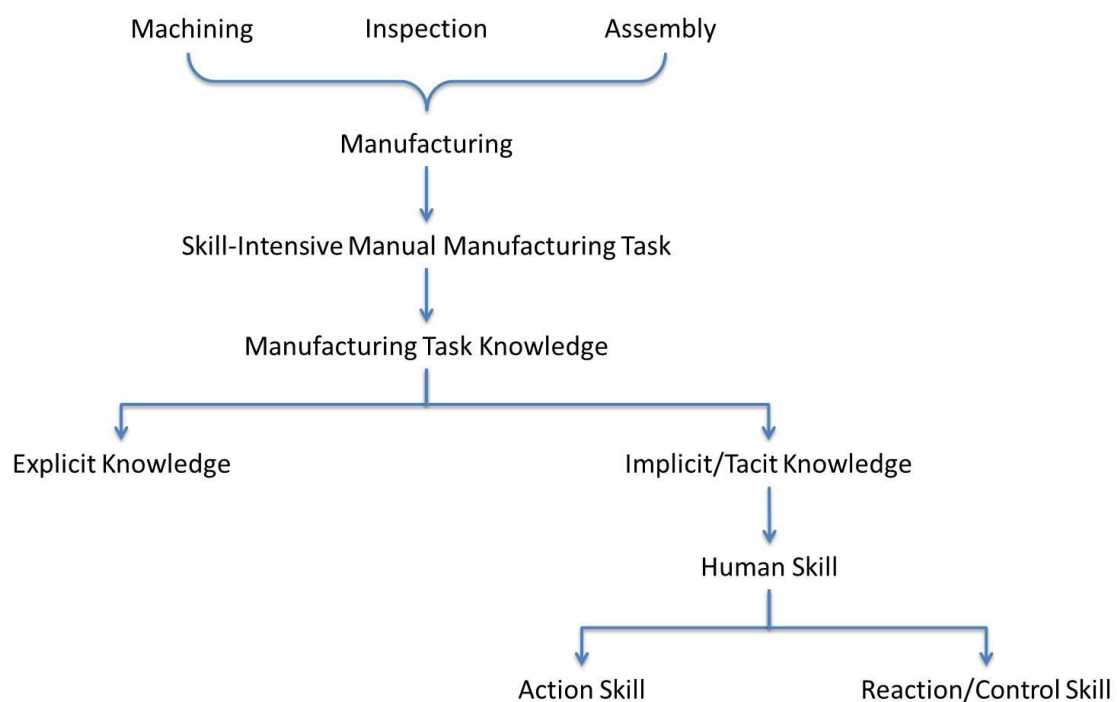 Machining
Inspection
Assembly
Manufacturing
Skill-Intensive Manual Manufacturing Task
Manufacturing Task Knowledge
Explicit Knowledge
Implicit/Tacit Knowledge
Human Skill
Action Skill
Reaction/Control Skill